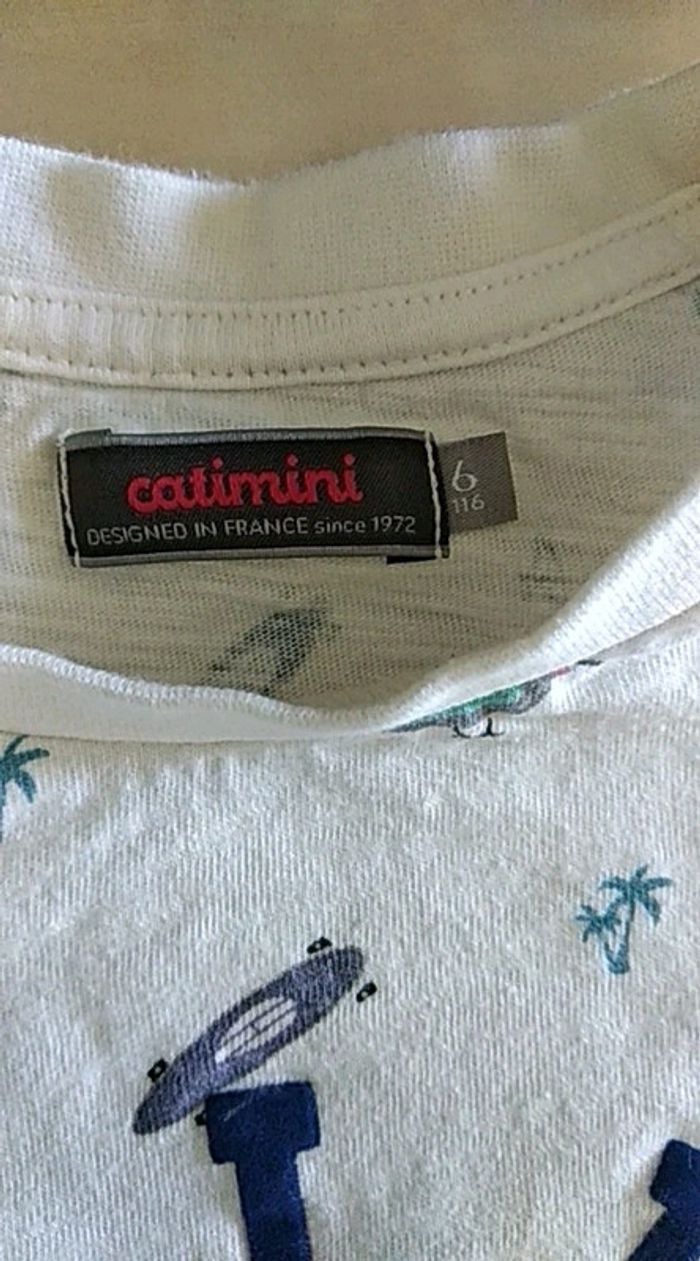 catimini
DESIGNED IN FRANCE since 1972
6
116